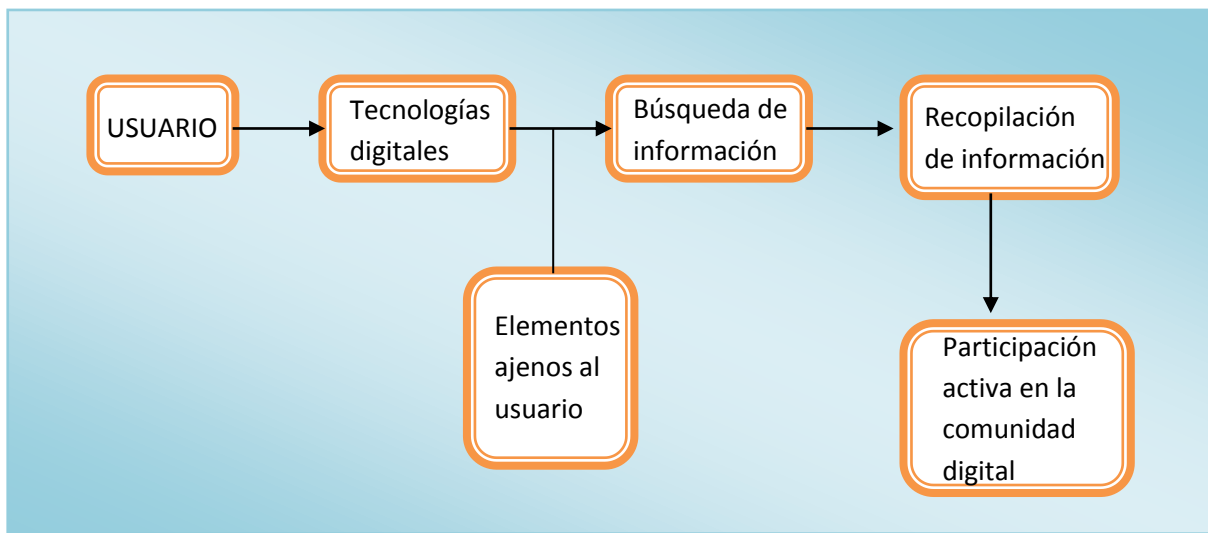 USUARIO
Tecnologías
digitales
Búsqueda de
información
Recopilación
de información
Elementos
ajenos al
usuario
Participación
activa en la
comunidad
digital